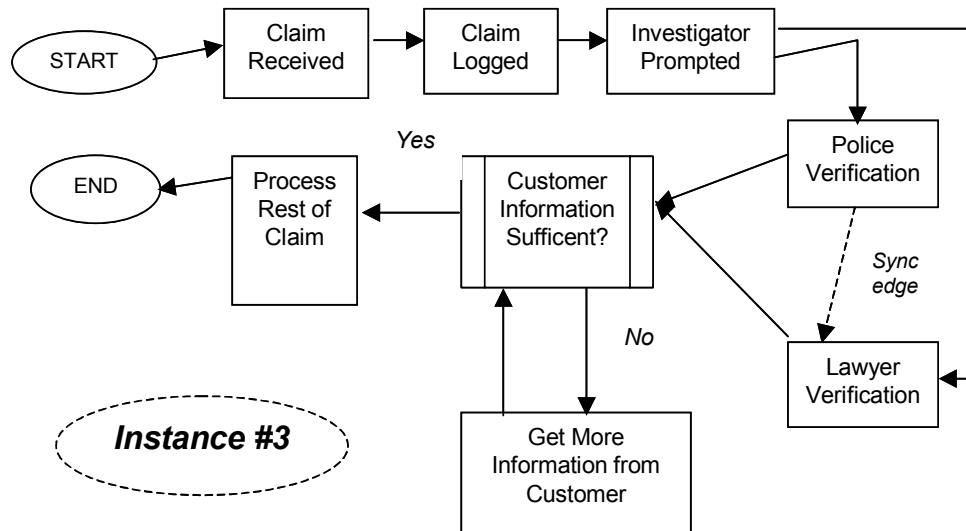 START
Claim
Received
Claim
Logged
Investigator
Prompted
Police
Verification
Yes
END
Process
Rest of
Claim
Customer
Information
Sufficent?
Sync
edge
No
Lawyer
Verification
Instance #3
Get More
Information from
Customer